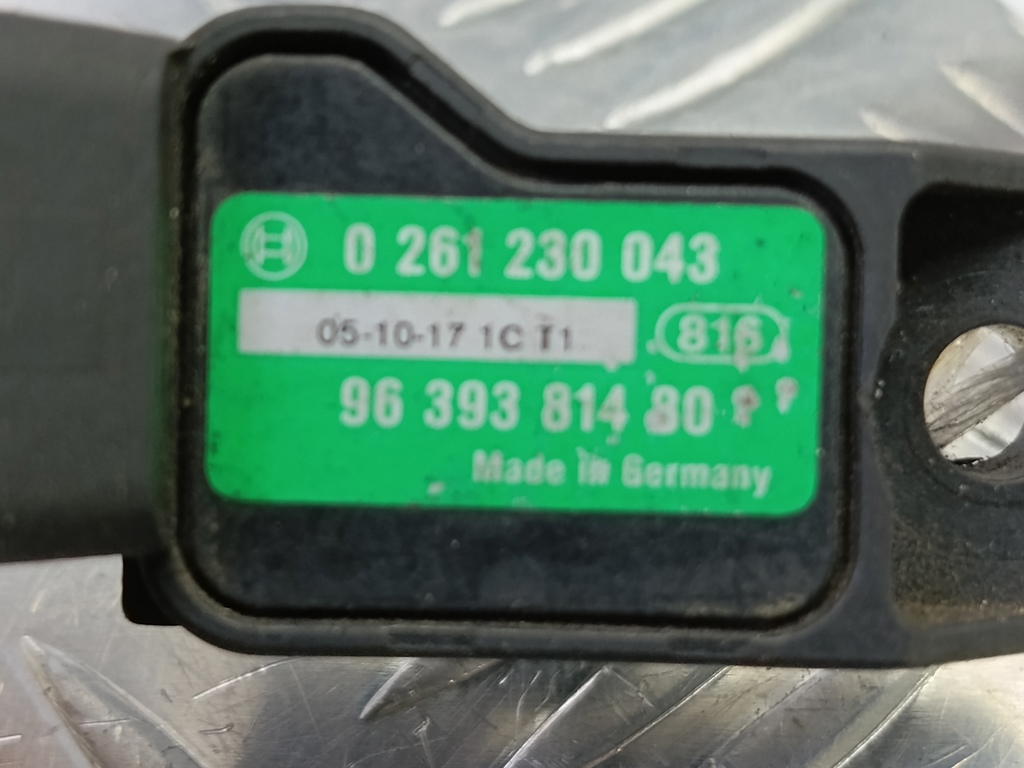 0 261 230 043
05-10-17 1C T1
816
96 393 814 80
Made in Germany